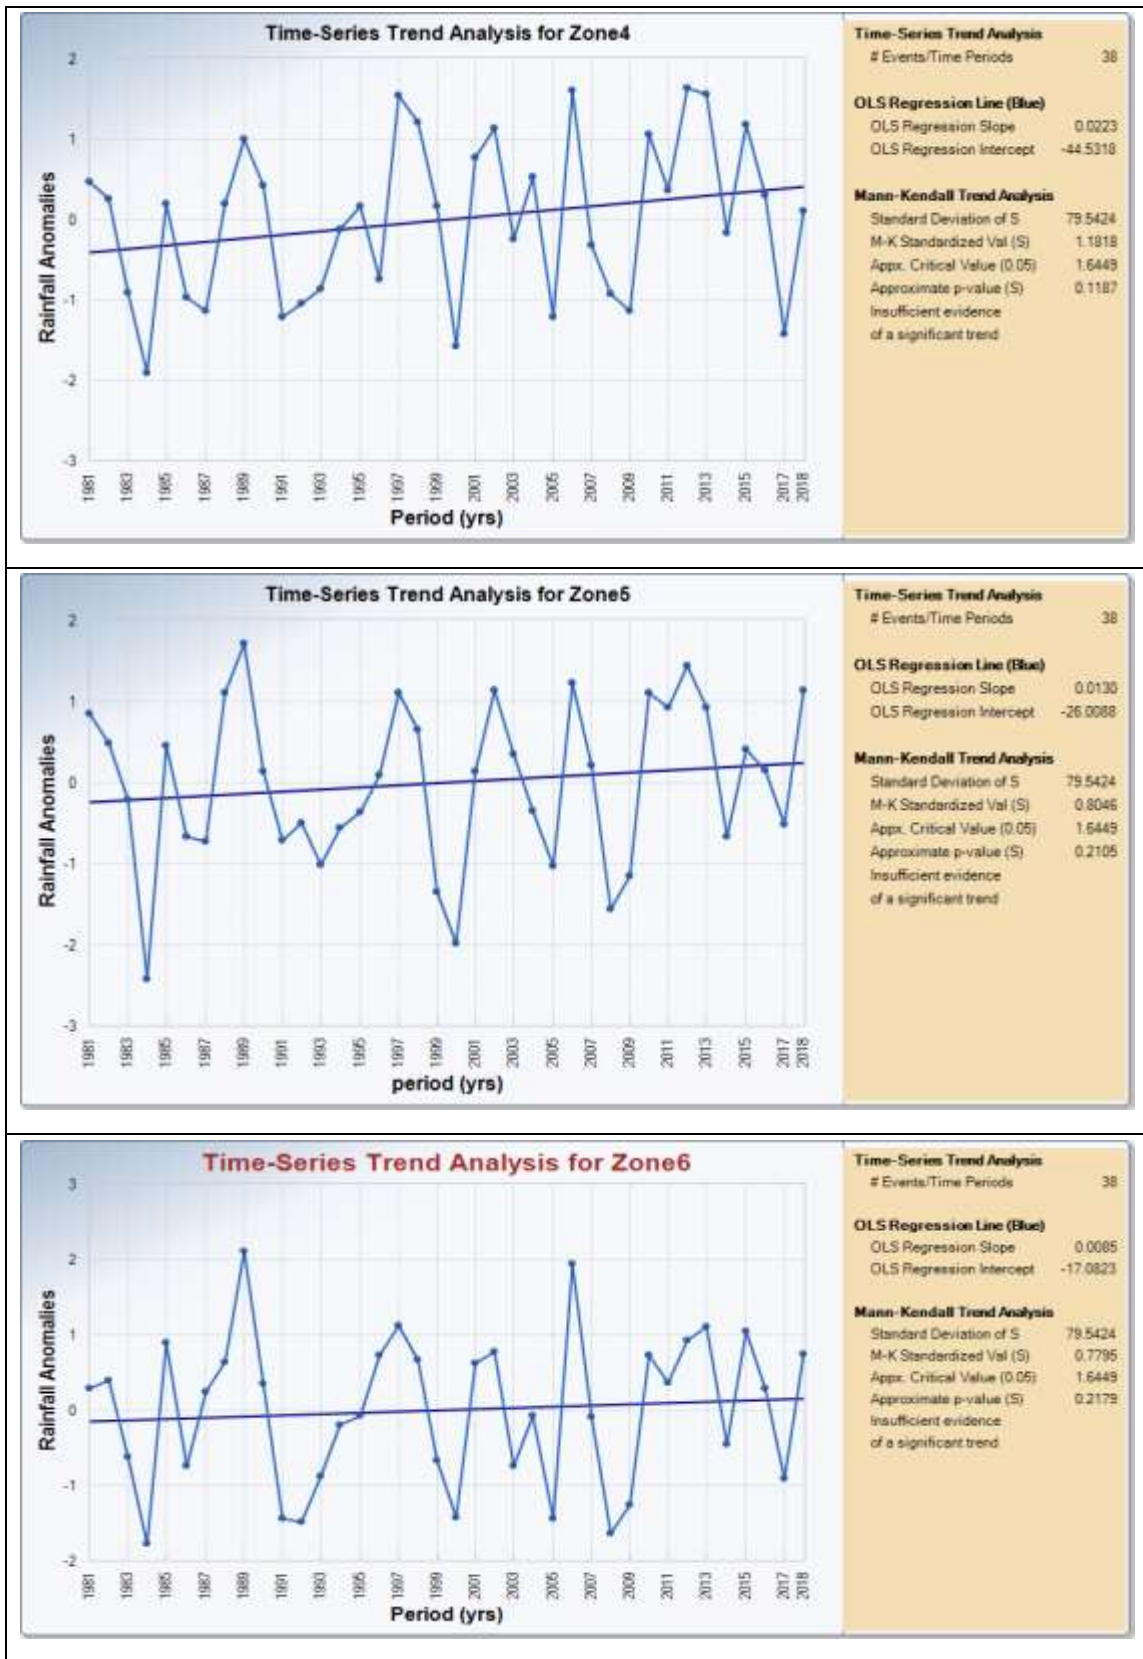 Time-Series Trend Analysis for Zone4
Rainfall Anomalies
2
1
0
-1
-2
-3
1981 1983 1985 1987 1989 1991 1993 1995 1997 1999 2001 2003 2005 2007 2009 2011 2013 2015 2017 2018
Period (yrs)
Time-Series Trend Analysis
# Events/Time Periods 38
OLS Regression Line (Blue)
OLS Regression Slope 0.0223
OLS Regression Intercept -44.5318
Mann-Kendall Trend Analysis
Standard Deviation of S 79.5424
M-K Standardized Val (S) 1.1818
Appx. Critical Value (0.05) 1.6449
Approximate p-value (S) 0.1187
Insufficient evidence
of a significant trend
Time-Series Trend Analysis for Zone5
Rainfall Anomalies
2
1
0
-1
-2
-3
1981 1983 1985 1987 1989 1991 1993 1995 1997 1999 2001 2003 2005 2007 2009 2011 2013 2015 2017 2018
period (yrs)
Time-Series Trend Analysis
# Events/Time Periods 38
OLS Regression Line (Blue)
OLS Regression Slope 0.0130
OLS Regression Intercept -26.0088
Mann-Kendall Trend Analysis
Standard Deviation of S 79.5424
M-K Standardized Val (S) 0.8046
Appx. Critical Value (0.05) 1.6449
Approximate p-value (S) 0.2105
Insufficient evidence
of a significant trend
Time-Series Trend Analysis for Zone6
Rainfall Anomalies
3
2
1
0
-1
-2
1981 1983 1985 1987 1989 1991 1993 1995 1997 1999 2001 2003 2005 2007 2009 2011 2013 2015 2017 2018
Period (yrs)
Time-Series Trend Analysis
# Events/Time Periods 38
OLS Regression Line (Blue)
OLS Regression Slope 0.0085
OLS Regression Intercept -17.0823
Mann-Kendall Trend Analysis
Standard Deviation of S 79.5424
M-K Standardized Val (S) 0.7795
Appx. Critical Value (0.05) 1.6449
Approximate p-value (S) 0.2179
Insufficient evidence
of a significant trend